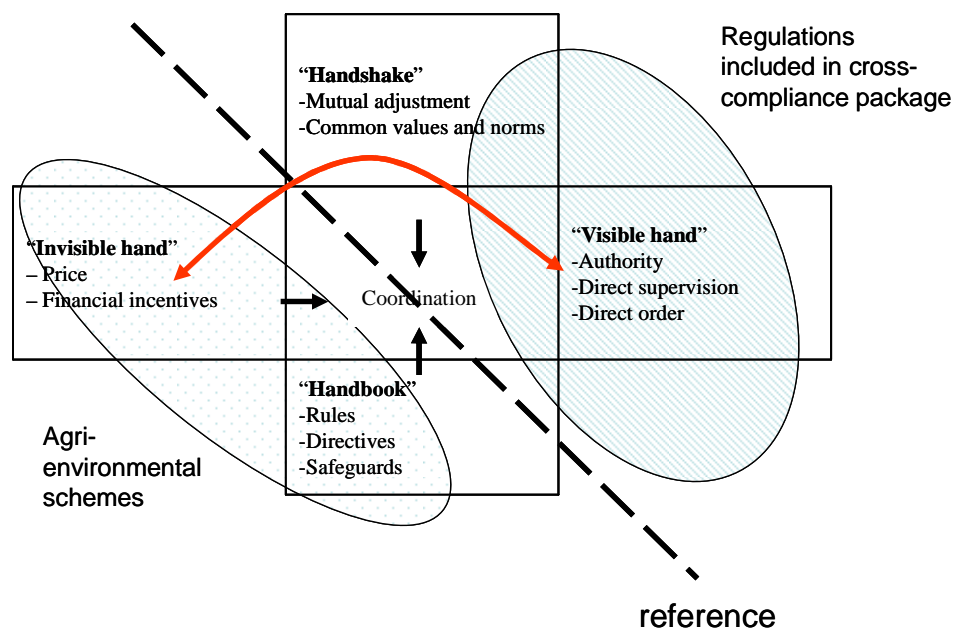 Regulations
included in cross-
compliance package
“Handshake”
-Mutual adjustment
-Common values and norms
“Invisible hand”
– Price
– Financial incentives
Coordination
“Visible hand”
-Authority
-Direct supervision
-Direct order
“Handbook”
-Rules
-Directives
-Safeguards
Agri-
environmental
schemes
reference